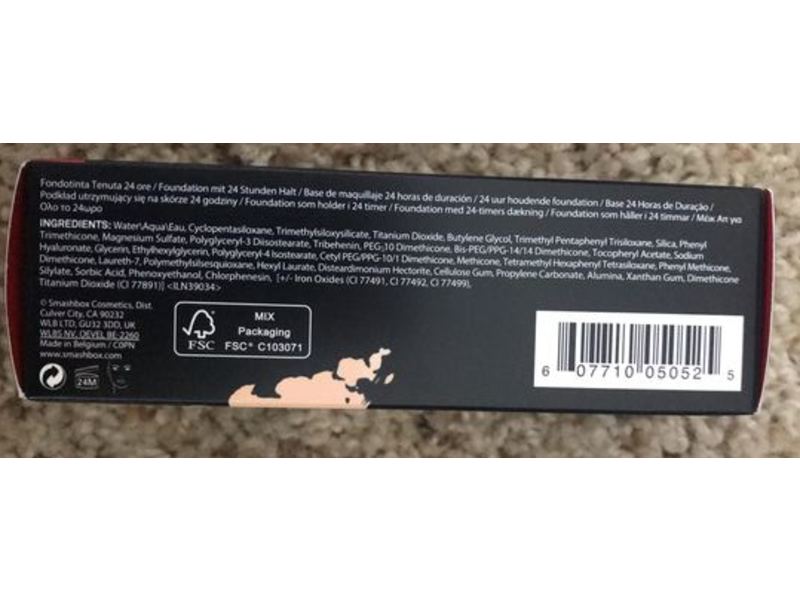 Fondotinta Tenuta 24 ore / Foundation mit 24 Stunden Halt / Base de maquillaje 24 horas de duración / 24 uur houdende foundation / Base 24 Horas de Duração /
Podkład utrzymujący się na skórze 24 godziny / Foundation som holder i 24 timer / Foundation med 24-timers dækning / Foundation som håller i 24 timmar / Μέικ Απ για
Όλο το 24ωρο
INGREDIENTS: Water\Aqua\Eau, Cyclopentasiloxane, Trimethylsiloxysilicate, Titanium Dioxide, Butylene Glycol, Trimethyl Pentaphenyl Trisiloxane, Silica, Phenyl
Trimethicone, Magnesium Sulfate, Polyglyceryl-3 Diisostearate, Tribehenin, PEG-10 Dimethicone, Bis-PEG/PPG-14/14 Dimethicone, Tocopheryl Acetate, Sodium
Hyaluronate, Glycerin, Ethylhexylglycerin, Polyglyceryl-4 Isostearate, Cetyl PEG/PPG-10/1 Dimethicone, Methicone, Tetramethyl Hexaphenyl Tetrasiloxane, Phenyl Methicone,
Dimethicone, Laureth-7, Polymethylsilsesquioxane, Hexyl Laurate, Disteardimonium Hectorite, Cellulose Gum, Propylene Carbonate, Alumina, Xanthan Gum, Dimethicone
Silylate, Sorbic Acid, Phenoxyethanol, Chlorphenesin, [+/- Iron Oxides (CI 77491, CI 77492, CI 77499),
Titanium Dioxide (CI 77891)] <ILN39034>
© Smashbox Cosmetics, Dist.
Culver City, CA 90232
WLB LTD, GU32 3DD, UK
WLBS NV, OEVEL BE-2260
Made in Belgium / C0PN
www.smashbox.com
24M
FSC
MIX
Packaging
FSC® C103071
6 07710 05052 5